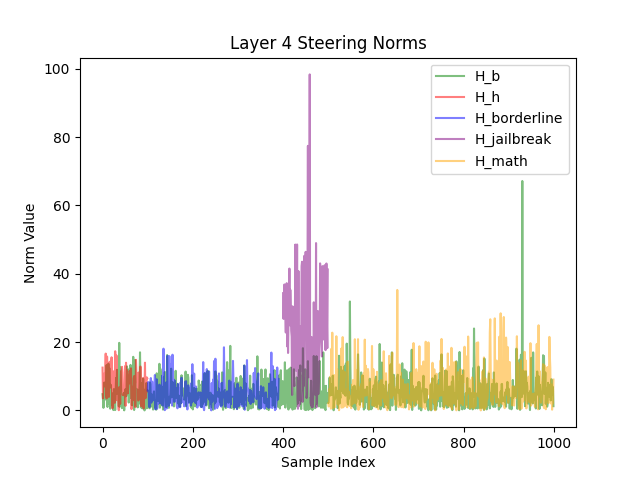 Layer 4 Steering Norms
100
80
60
40
20
0
Norm Value
H_b
H_h
H_borderline
H_jailbreak
H_math
0 200 400 600 800 1000
Sample Index